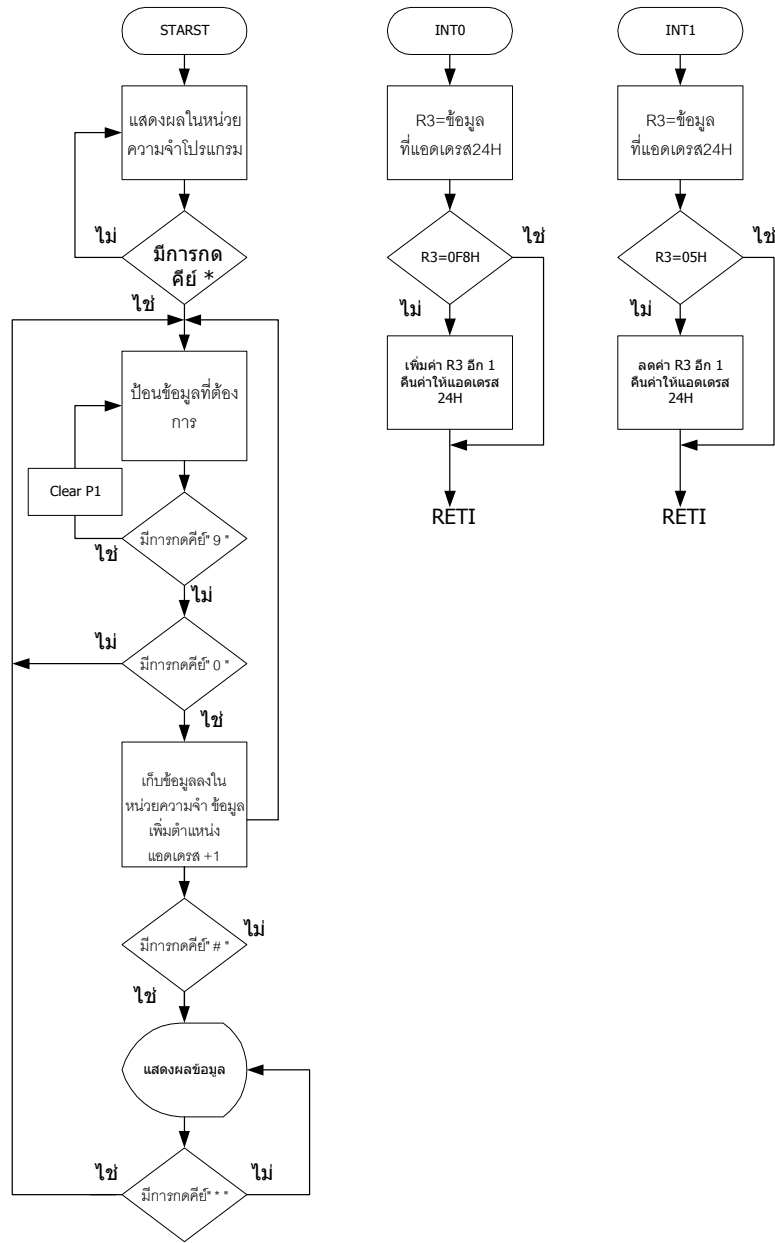 STARST
แสดงผลในหน่วย
ความจำโปรแกรม
ไม่
มีการกด
คีย์ *
ไช่
ป้อนข้อมูลที่ต้อง
การ
Clear P1
มีการกดคีย์" 9 "
ไช่
ไม่
ไม่
มีการกดคีย์" 0 "
ไช่
เก็บข้อมูลลงใน
หน่วยความจำ ข้อมูล
เพิ่มตำแหน่ง
แอดเดรส +1
มีการกดคีย์" # "
ไม่
ไช่
แสดงผลข้อมูล
ไช่
ไม่
มีการกดคีย์" * "
INT0
R3=ข้อมูล
ที่แอดเดรส24H
R3=0F8H
ไช่
ไม่
เพิ่มค่า R3 อีก 1
คืนค่าให้แอดเดรส
24H
RETI
INT1
R3=ข้อมูล
ที่แอดเดรส24H
R3=05H
ไช่
ไม่
ลดค่า R3 อีก 1
คืนค่าให้แอดเดรส
24H
RETI